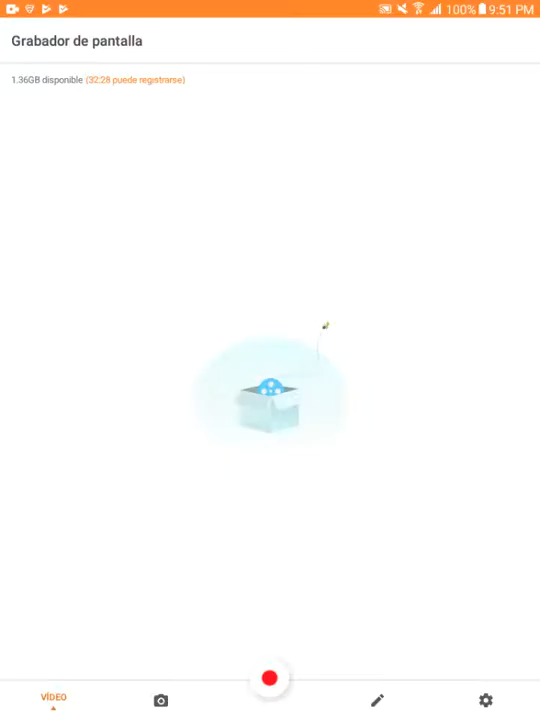 100% 9:51 PM
Grabador de pantalla
1.36GB disponible (32:28 puede registrarse)
VÍDEO